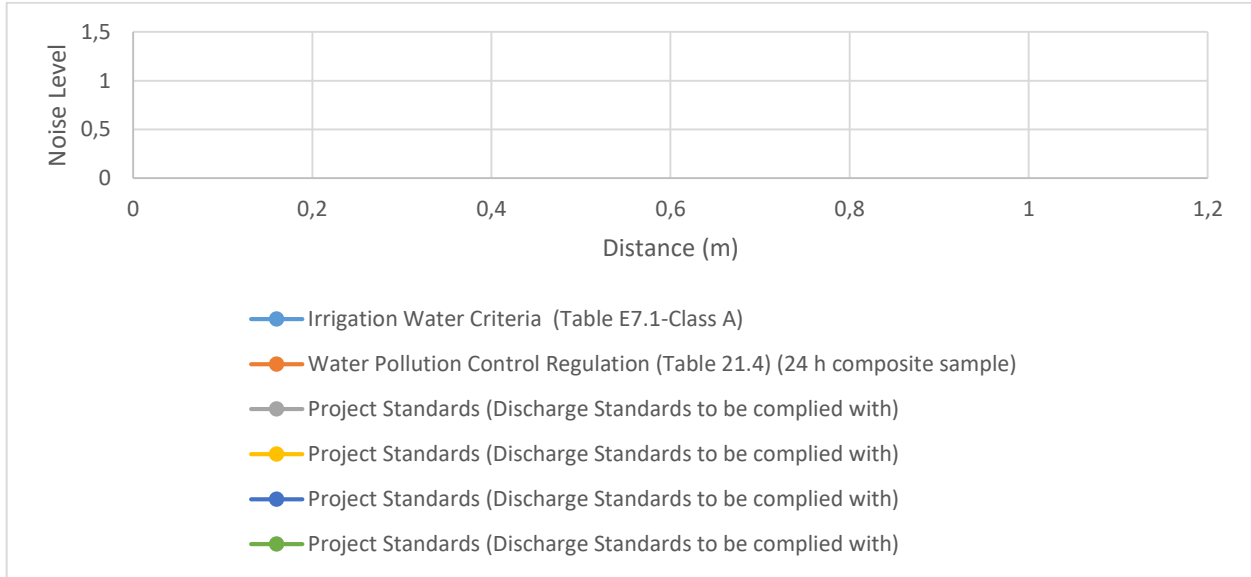 1,5
1
0,5
0
Noise Level
0 0,2 0,4 0,6 0,8 1 1,2
Distance (m)
Irrigation Water Criteria  (Table E7.1-Class A)
Water Pollution Control Regulation (Table 21.4) (24 h composite sample)
Project Standards (Discharge Standards to be complied with)
Project Standards (Discharge Standards to be complied with)
Project Standards (Discharge Standards to be complied with)
Project Standards (Discharge Standards to be complied with)